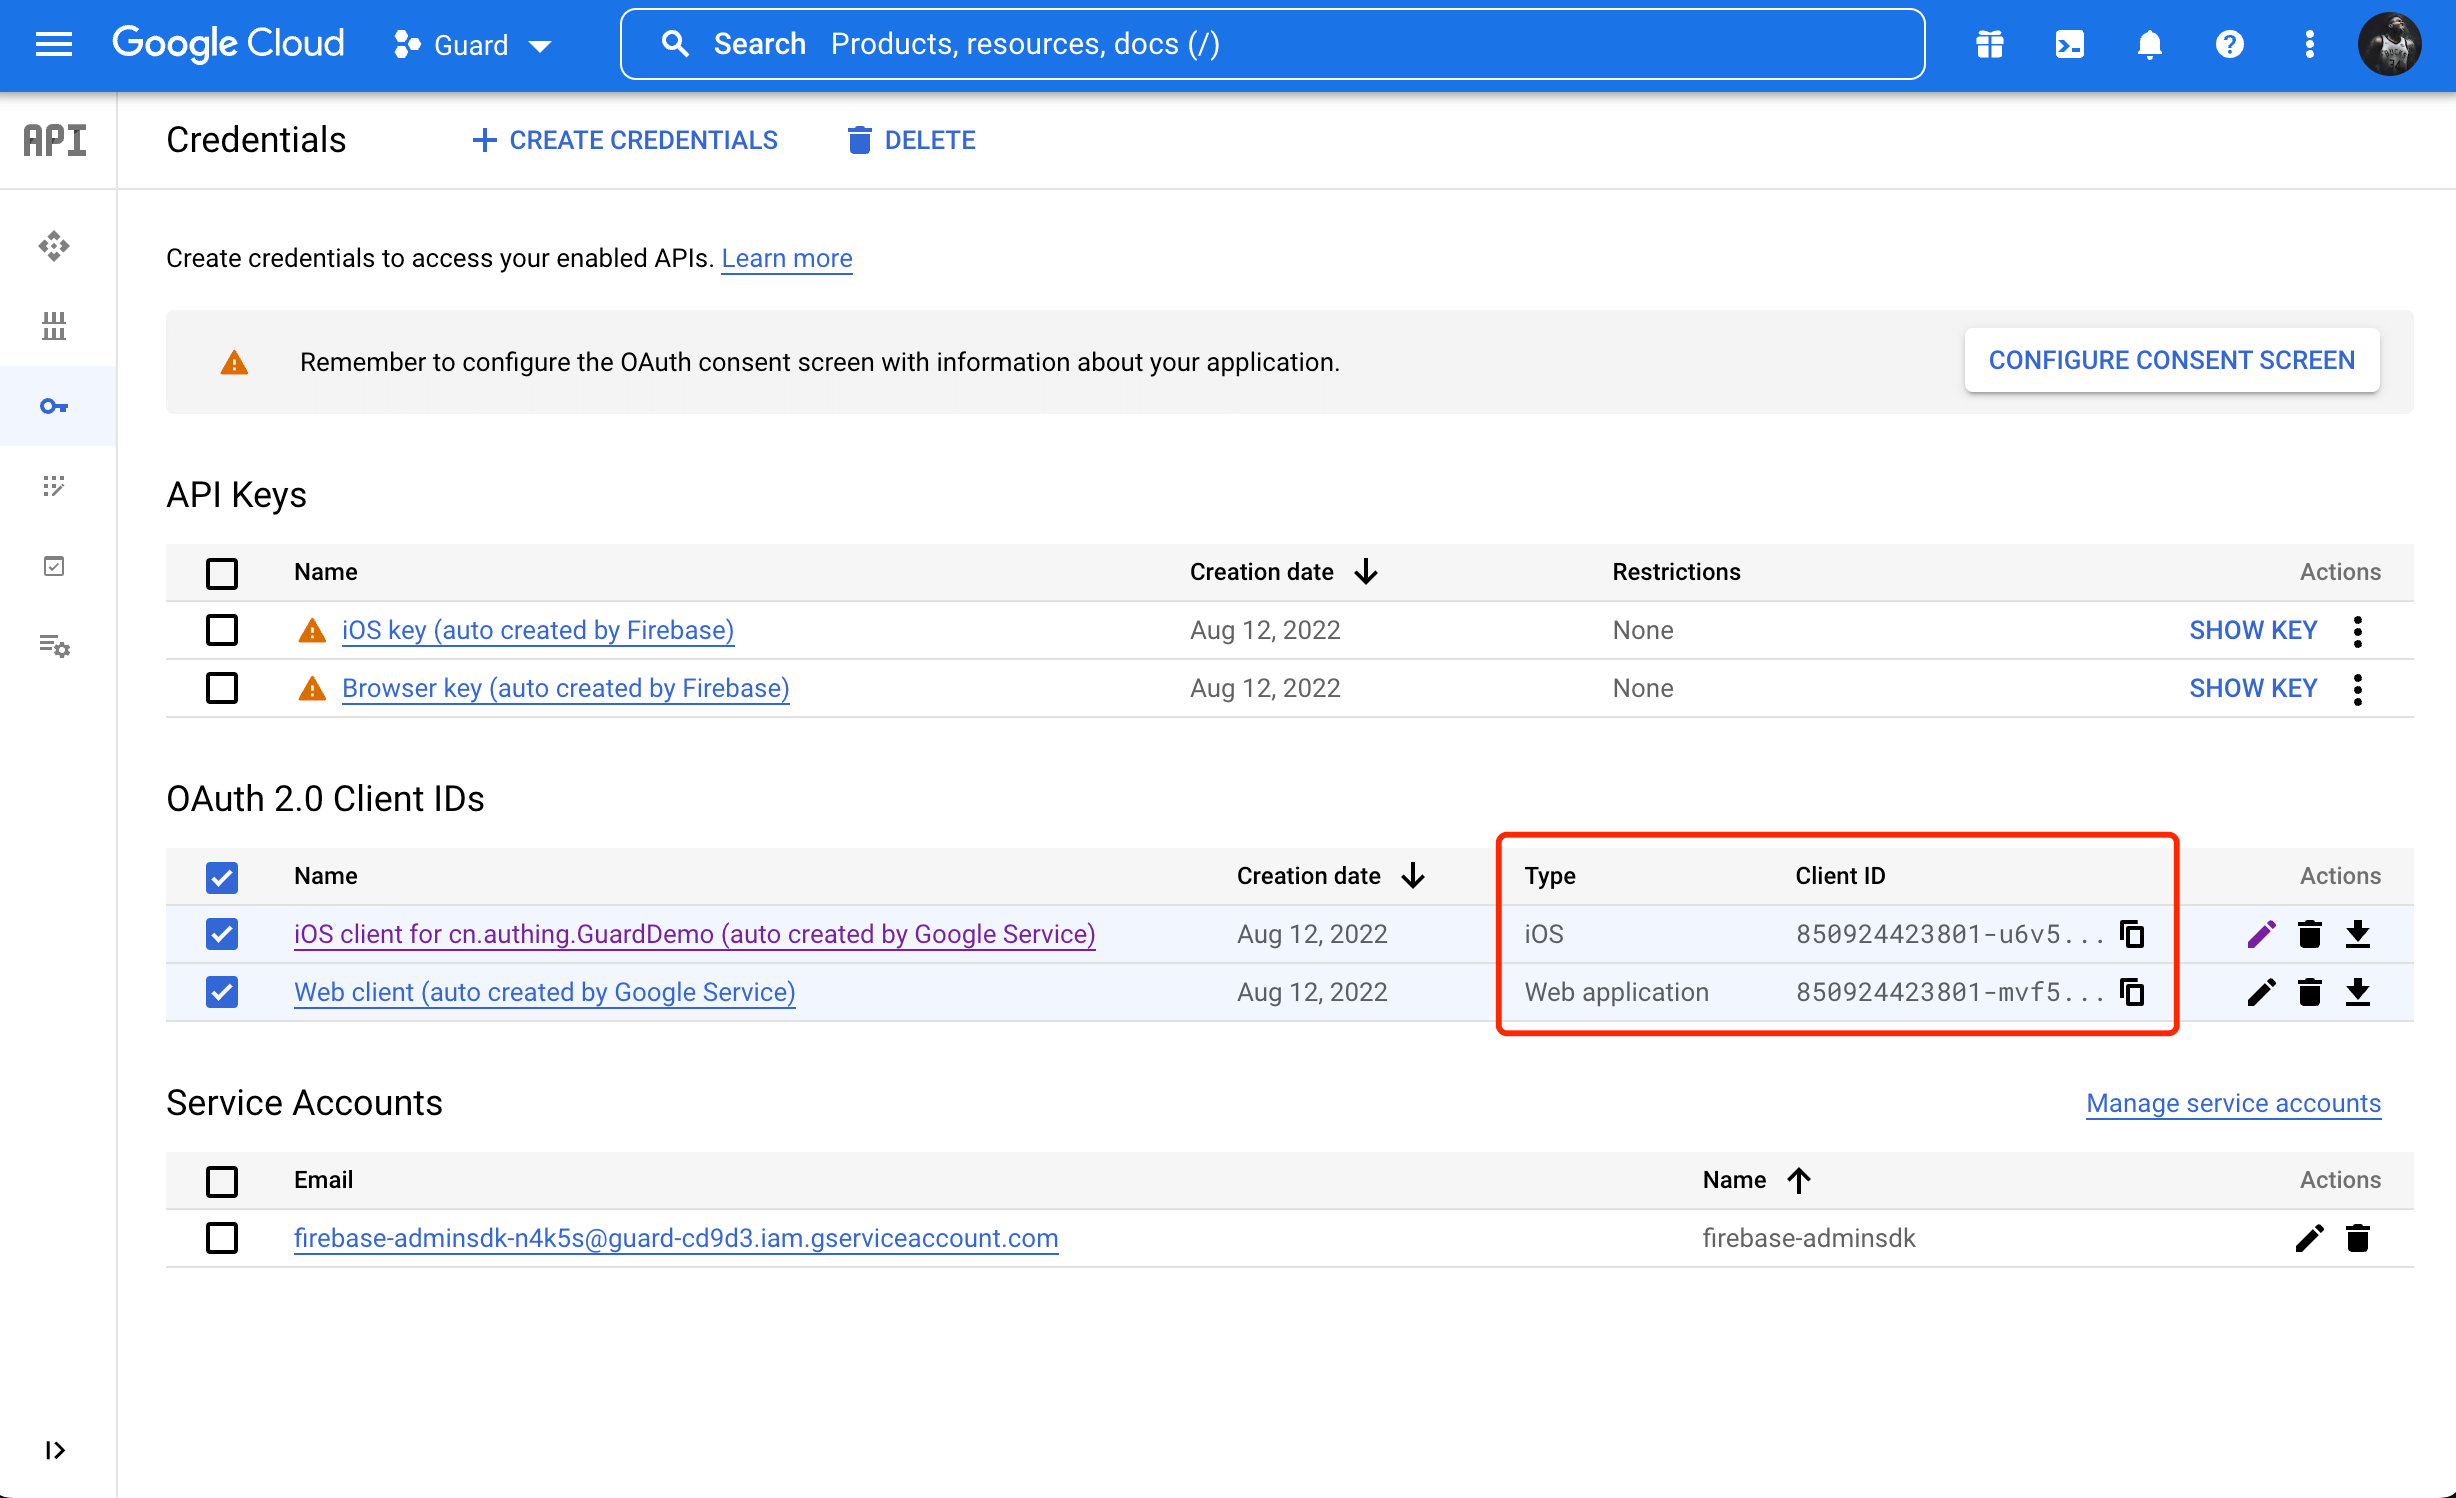 Google Cloud Guard Search Products, resources, docs (/)
API Credentials CREATE CREDENTIALS DELETE
Create credentials to access your enabled APIs. Learn more
Remember to configure the OAuth consent screen with information about your application. CONFIGURE CONSENT SCREEN
API Keys
Name Creation date Restrictions Actions
iOS key (auto created by Firebase) Aug 12, 2022 None SHOW KEY
Browser key (auto created by Firebase) Aug 12, 2022 None SHOW KEY
OAuth 2.0 Client IDs
Name Creation date Type Client ID Actions
iOS client for cn.authing.GuardDemo (auto created by Google Service) Aug 12, 2022 iOS 850924423801-u6v5...
Web client (auto created by Google Service) Aug 12, 2022 Web application 850924423801-mvf5...
Service Accounts Manage service accounts
Email Name Actions
firebase-adminsdk-n4k5s@guard-cd9d3.iam.gserviceaccount.com firebase-adminsdk